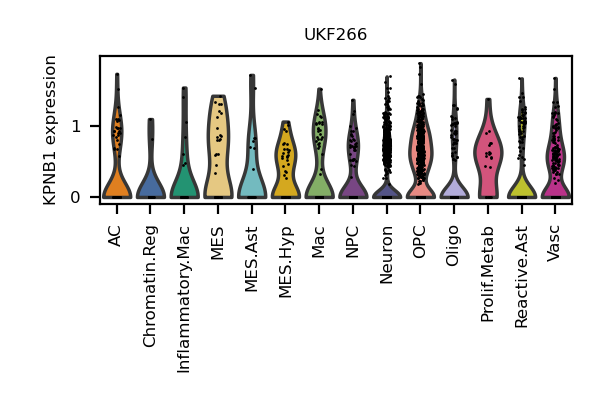 UKF266
KPNB1 expression
1
0
AC
Chromatin.Reg
Inflammatory.Mac
MES
MES.Ast
MES.Hyp
Mac
NPC
Neuron
OPC
Oligo
Prolif.Metab
Reactive.Ast
Vasc